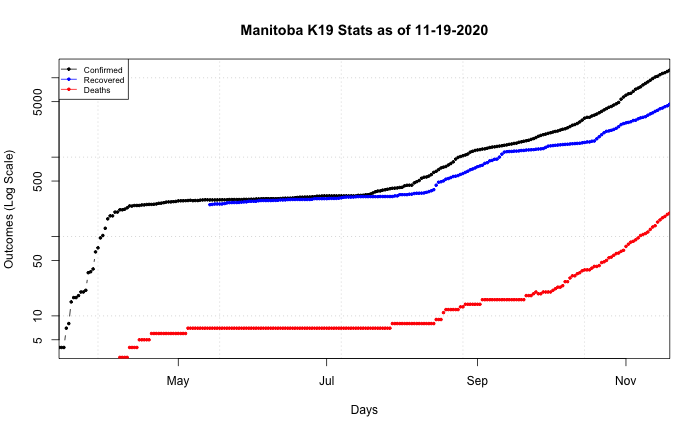 Manitoba K19 Stats as of 11-19-2020
Confirmed
Recovered
Deaths
Outcomes (Log Scale)
5000
500
50
10
5
May Jul Sep Nov
Days